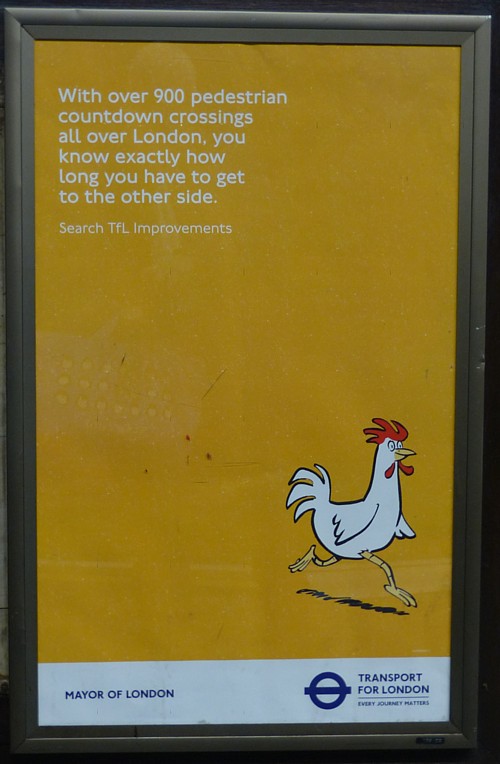 With over 900 pedestrian
countdown crossings
all over London, you
know exactly how
long you have to get
to the other side.
Search TfL Improvements
MAYOR OF LONDON
TRANSPORT
FOR LONDON
EVERY JOURNEY MATTERS